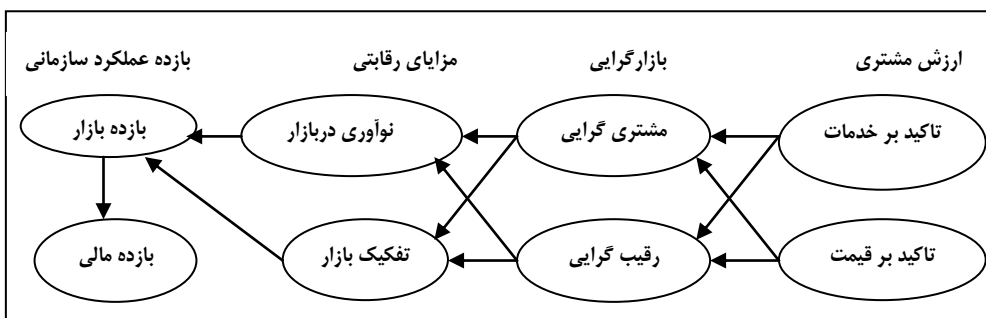 ارزش مشتری
بازارگرایی
مزایای رقابتی
بازده عملکرد سازمانی
تاکید بر خدمات
مشتری گرایی
نوآوری دربازار
بازده بازار
تاکید بر قیمت
رقیب گرایی
تفکیک بازار
بازده مالی